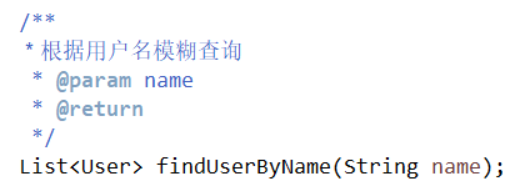 /**
* 根据用户名模糊查询
* @param name
* @return
*/
List<User> findUserByName(String name);